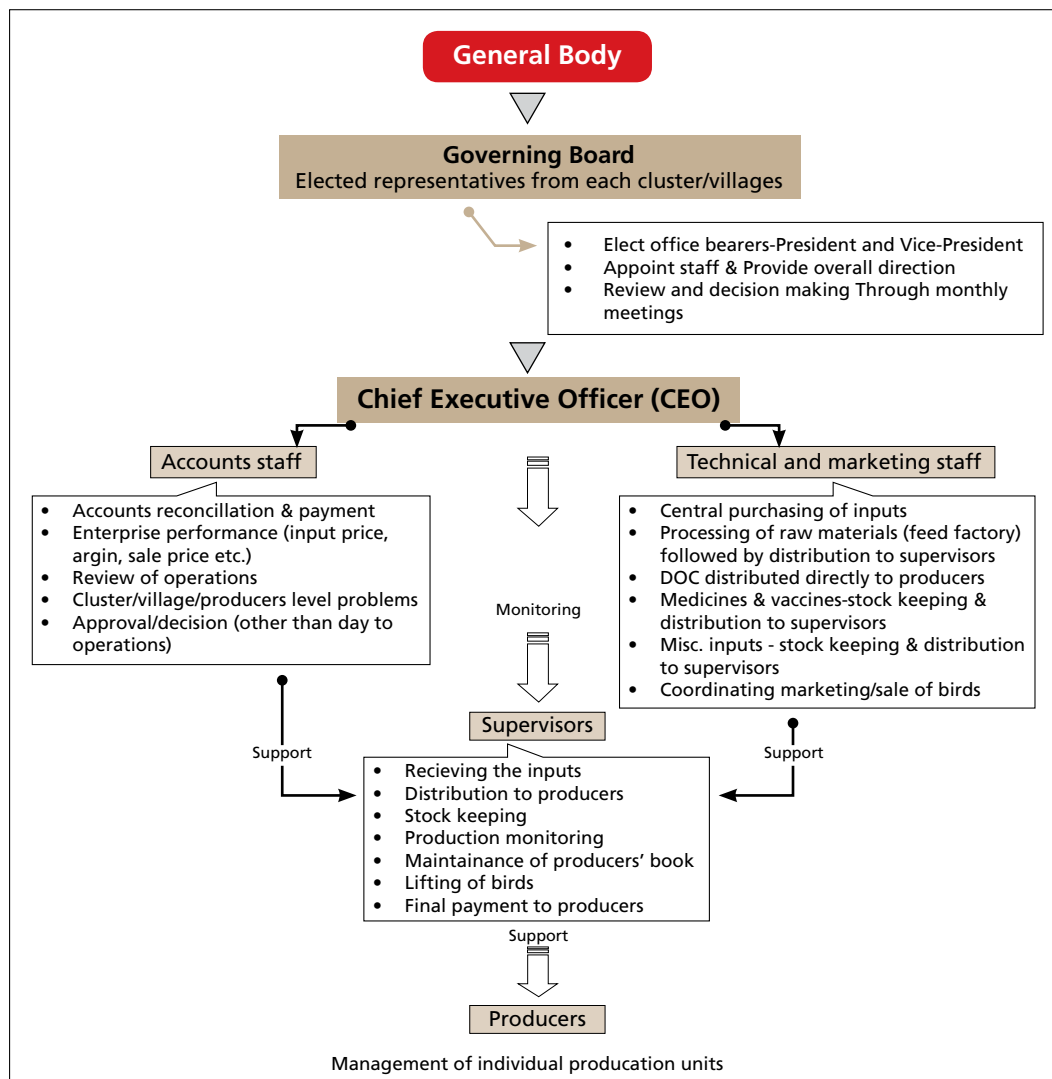 General Body
Governing Board
Elected representatives from each cluster/villages
• Elect office bearers-President and Vice-President
• Appoint staff & Provide overall direction
• Review and decision making Through monthly
meetings
Chief Executive Officer (CEO)
Accounts staff
• Accounts reconcillation & payment
• Enterprise performance (input price,
argin, sale price etc.)
• Review of operations
• Cluster/village/producers level problems
• Approval/decision (other than day to
operations)
Technical and marketing staff
• Central purchasing of inputs
• Processing of raw materials (feed factory)
followed by distribution to supervisors
• DOC distributed directly to producers
• Medicines & vaccines-stock keeping &
distribution to supervisors
• Misc. inputs - stock keeping & distribution
to supervisors
• Coordinating marketing/sale of birds
Monitoring
Support
Support
Supervisors
• Recieving the inputs
• Distribution to producers
• Stock keeping
• Production monitoring
• Maintainance of producers’ book
• Lifting of birds
• Final payment to producers
Support
Producers
Management of individual producation units